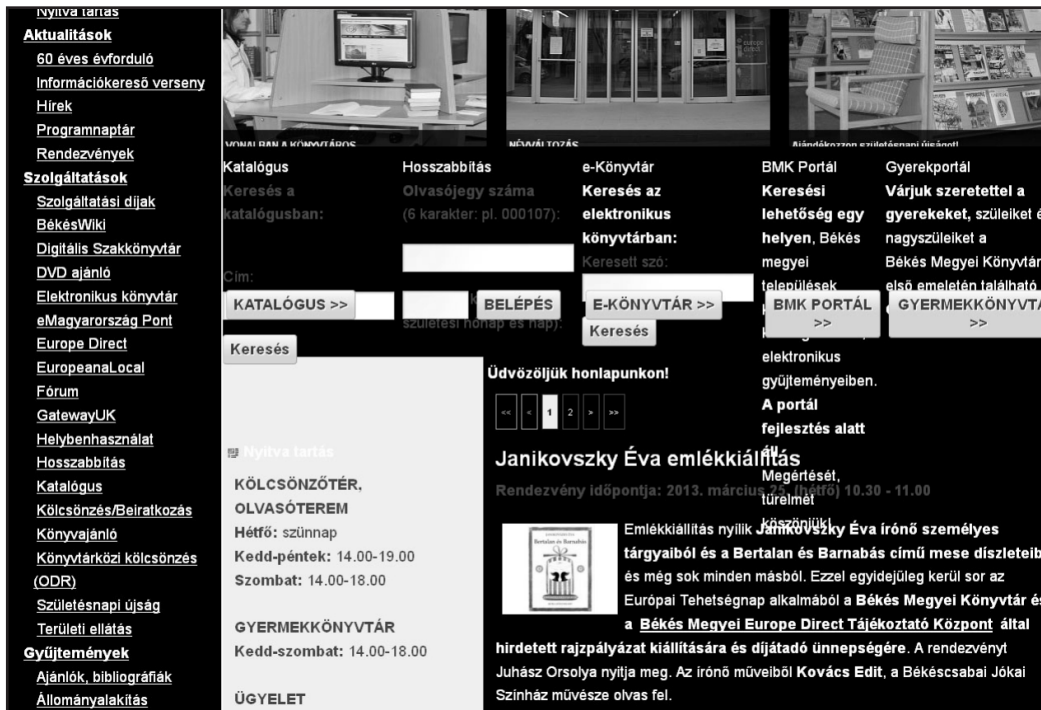 Nyitva tartás
Aktualitások
60 éves évforduló
Információkereső verseny
Hírek
Programnaptár
Rendezvények
Szolgáltatások
Szolgáltatási díjak
BékésWiki
Digitális Szakkönyvtár
DVD ajánló
Elektronikus könyvtár
eMagyarország Pont
Europe Direct
EuropeanaLocal
Fórum
GatewayUK
Helybenhasználat
Hosszabbítás
Katalógus
Kölcsönzés/Beiratkozás
Könyvajánló
Könyvtárközi kölcsönzés
(ODR)
Születésnapi újság
Területi ellátás
Gyűjtemények
Ajánlók, bibliográfiák
Állományalakítás
VONALBAN A KÖNYVTÁROS
NÉVVÁLTOZÁS
Ajándékozzon születésnapi újságot!
Katalógus
Keresés a
katalógusban:
Cím:
KATALÓGUS >>
Keresés
Hosszabbítás
Olvasójegy száma
(6 karakter: pl. 000107):
születési hónap és nap):
BELÉPÉS
e-Könyvtár
Keresés az
elektronikus
könyvtárban:
Keresett szó:
E-KÖNYVTÁR >>
Keresés
BMK Portál
Keresési
lehetőség egy
helyen, Békés
megyei
települések
BMK PORTÁL
>>
elektronikus
gyűjteményeiben.
A portál
fejlesztés alatt
áll.
Megértését,
türelmét
köszönjük!
Gyerekportál
Várjuk szeretettel a
gyerekeket, szüleiket é
nagyszüleiket a
Békés Megyei Könyvtár
első emeletén található
GYERMEKKÖNYVTÁ
>>
Nyitva tartás
KÖLCSÖNZŐTÉR,
OLVASÓTEREM
Hétfő: szünnap
Kedd-péntek: 14.00-19.00
Szombat: 14.00-18.00
GYERMEKKÖNYVTÁR
Kedd-szombat: 14.00-18.00
ÜGYELET
Üdvözöljük honlapunkon!
<< < 1 2 > >>
Janikovszky Éva emlékkiállítás
Rendezvény időpontja: 2013. március 25. (hétfő) 10.30 - 11.00
Bertalan és Barnabás
Emlékkiállítás nyílik Janikovszky Éva írónő személyes
tárgyaiból és a Bertalan és Barnabás című mese díszleteib
és még sok minden másból. Ezzel egyidejűleg kerül sor az
Európai Tehetségnap alkalmából a Békés Megyei Könyvtár és
a Békés Megyei Europe Direct Tájékoztató Központ által
hirdetett rajzpályázat kiállítására és díjátadó ünnepségére. A rendezvényt
Juhász Orsolya nyitja meg. Az írónő műveiből Kovács Edit, a Békéscsabai Jókai
Színház művésze olvas fel.